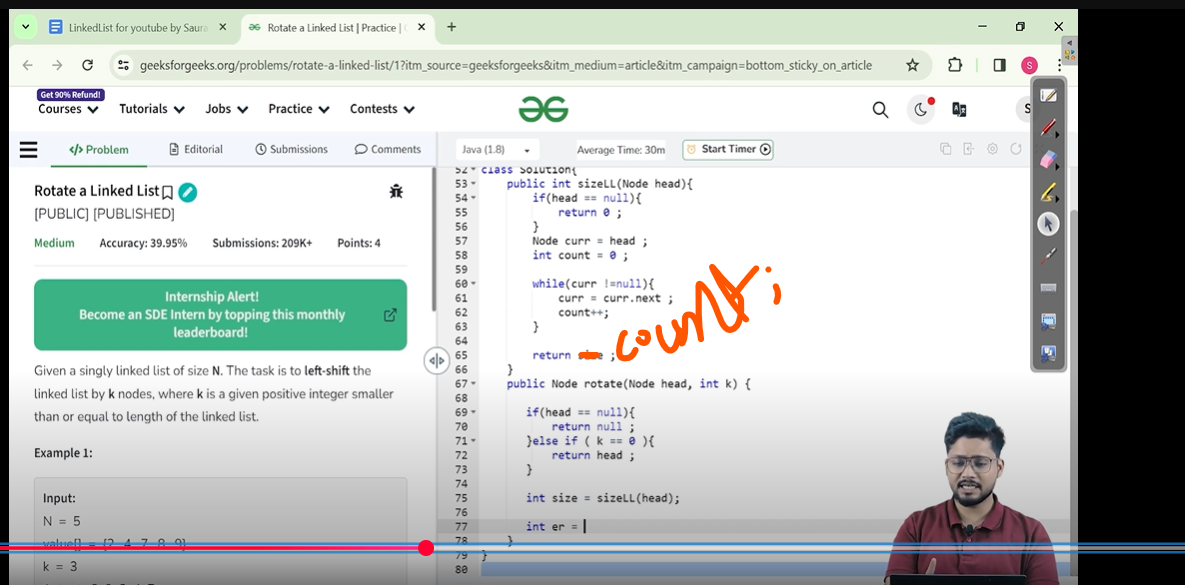 LinkedList for youtube by Saura
Rotate a Linked List | Practice |
geeksforgeeks.org/problems/rotate-a-linked-list/1?itm_source=geeksforgeeks&itm_medium=article&itm_campaign=bottom_sticky_on_article
S
Get 90% Refund!
Courses Tutorials Jobs Practice Contests
S
</> Problem Editorial Submissions Comments
Java (1.8) Average Time: 30m Start Timer
Rotate a Linked List
[PUBLIC] [PUBLISHED]
Medium Accuracy: 39.95% Submissions: 209K+ Points: 4
Internship Alert!
Become an SDE Intern by topping this monthly
leaderboard!
Given a singly linked list of size N. The task is to left-shift the
linked list by k nodes, where k is a given positive integer smaller
than or equal to length of the linked list.
Example 1:
Input:
N = 5
value[] = {2, 4, 7, 8, 9}
k = 3
52 class Solution{
53 public int sizeLL(Node head){
54 if(head == null){
55 return 0 ;
56 }
57 Node curr = head ;
58 int count = 0 ;
59
60 while(curr !=null){
61 curr = curr.next ;
62 count++;
63 }
64
65 return size ;
count;
66 }
67 public Node rotate(Node head, int k) {
68
69 if(head == null){
70 return null ;
71 }else if ( k == 0 ){
72 return head ;
73 }
74
75 int size = sizeLL(head);
76
77 int er =
78 }
79 }
80